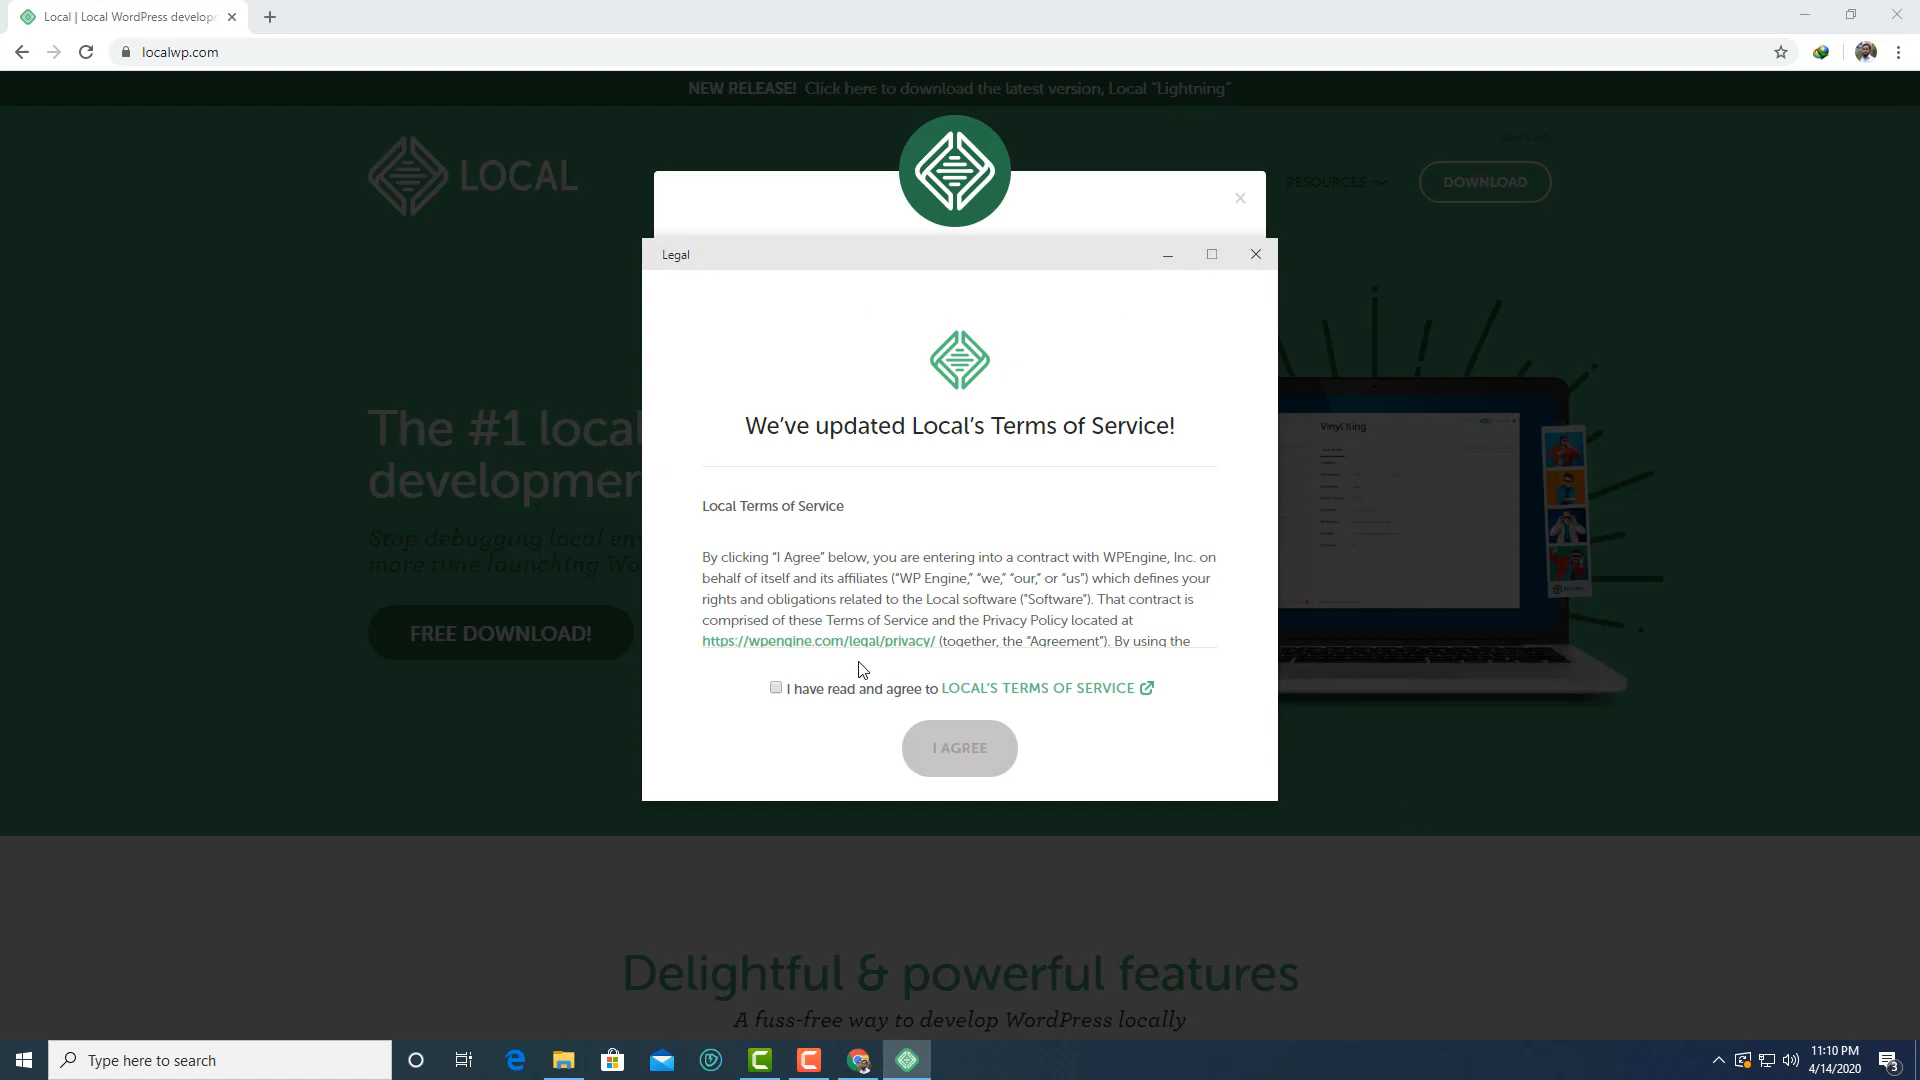 Local | Local WordPress develop
localwp.com
NEW RELEASE! Click here to download the latest version, Local "Lightning"
LOCAL
RESOURCES
DOWNLOAD
Legal
We've updated Local's Terms of Service!
Local Terms of Service
By clicking "I Agree" below, you are entering into a contract with WPEngine, Inc. on
behalf of itself and its affiliates ("WP Engine," "we," "our," or "us") which defines your
rights and obligations related to the Local software ("Software"). That contract is
comprised of these Terms of Service and the Privacy Policy located at
https://wpengine.com/legal/privacy/ (together, the "Agreement"). By using the
I have read and agree to LOCAL'S TERMS OF SERVICE
I AGREE
The #1 local
developmen
Stop debugging local en
more time launching Wo
FREE DOWNLOAD!
Vinyl King
Delightful & powerful features
A fuss-free way to develop WordPress locally
Type here to search
11:10 PM
4/14/2020
3